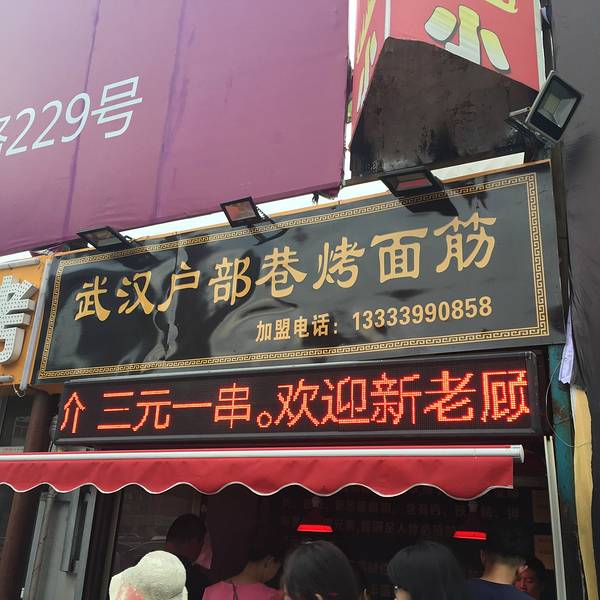 229号
小
武汉户部巷烤面筋
加盟电话：13333990858
介 三元一串。欢迎新老顾